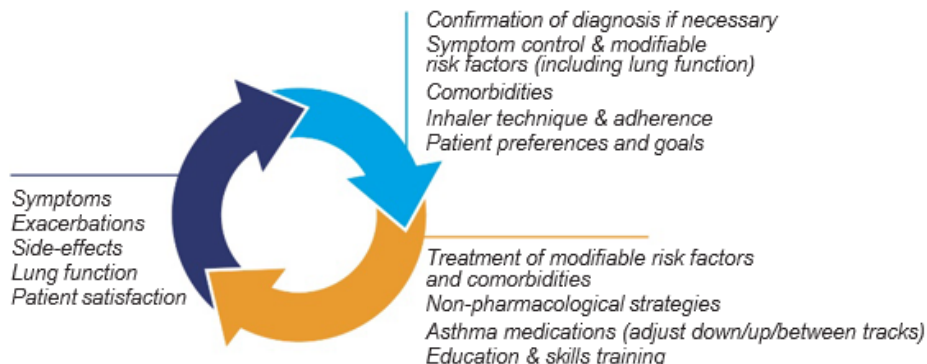 Confirmation of diagnosis if necessary
Symptom control & modifiable
risk factors (including lung function)
Comorbidities
Inhaler technique & adherence
Patient preferences and goals
Symptoms
Exacerbations
Side-effects
Lung function
Patient satisfaction
Treatment of modifiable risk factors
and comorbidities
Non-pharmacological strategies
Asthma medications (adjust down/up/between tracks)
Education & skills training